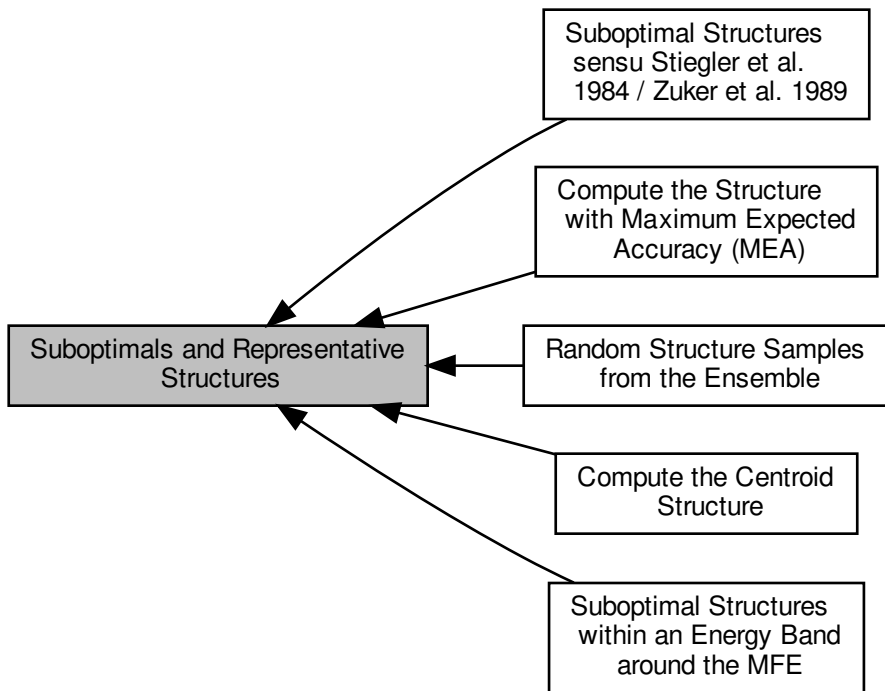 Suboptimal Structures
sensu Stiegler et al.
1984 / Zuker et al. 1989
Compute the Structure
with Maximum Expected
Accuracy (MEA)
Suboptimals and Representative
Structures
Random Structure Samples
from the Ensemble
Compute the Centroid
Structure
Suboptimal Structures
within an Energy Band
around the MFE